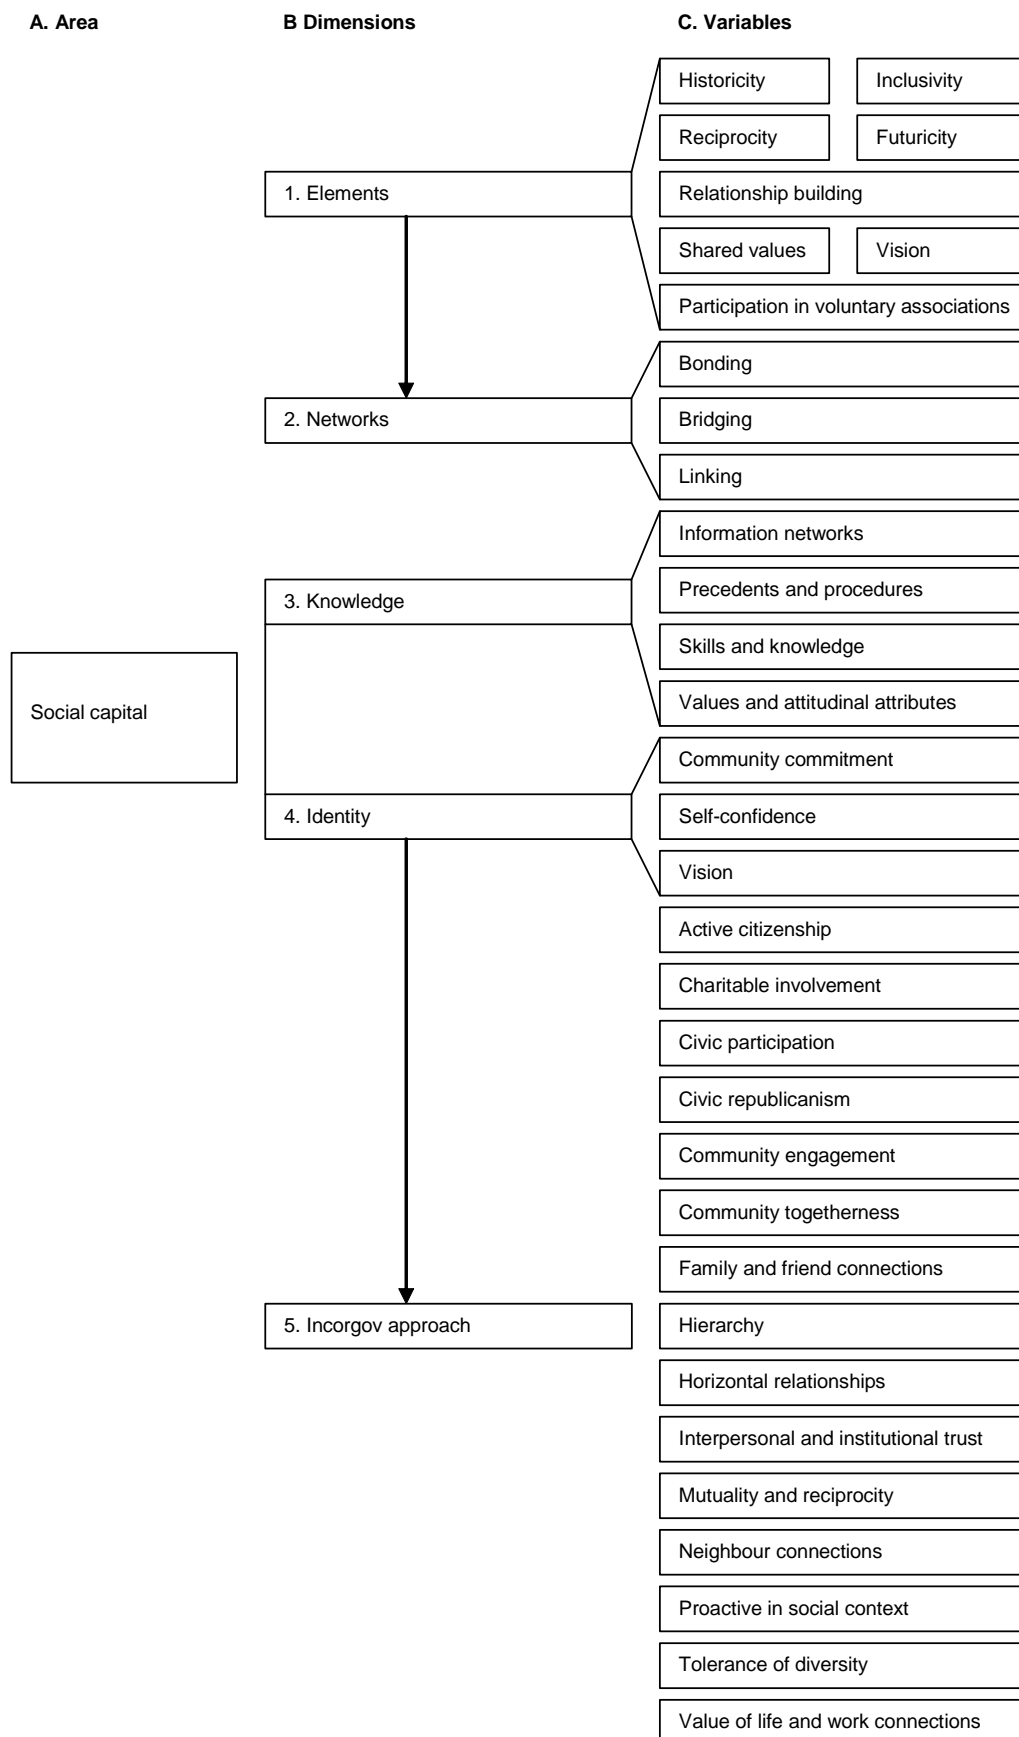 A. Area
B Dimensions
C. Variables
Historicity
Inclusivity
Reciprocity
Futuricity
1. Elements
Relationship building
Shared values
Vision
Participation in voluntary associations
Bonding
2. Networks
Bridging
Linking
Information networks
3. Knowledge
Precedents and procedures
Skills and knowledge
Social capital
Values and attitudinal attributes
Community commitment
4. Identity
Self-confidence
Vision
Active citizenship
Charitable involvement
Civic participation
Civic republicanism
Community engagement
Community togetherness
Family and friend connections
5. Incorgov approach
Hierarchy
Horizontal relationships
Interpersonal and institutional trust
Mutuality and reciprocity
Neighbour connections
Proactive in social context
Tolerance of diversity
Value of life and work connections